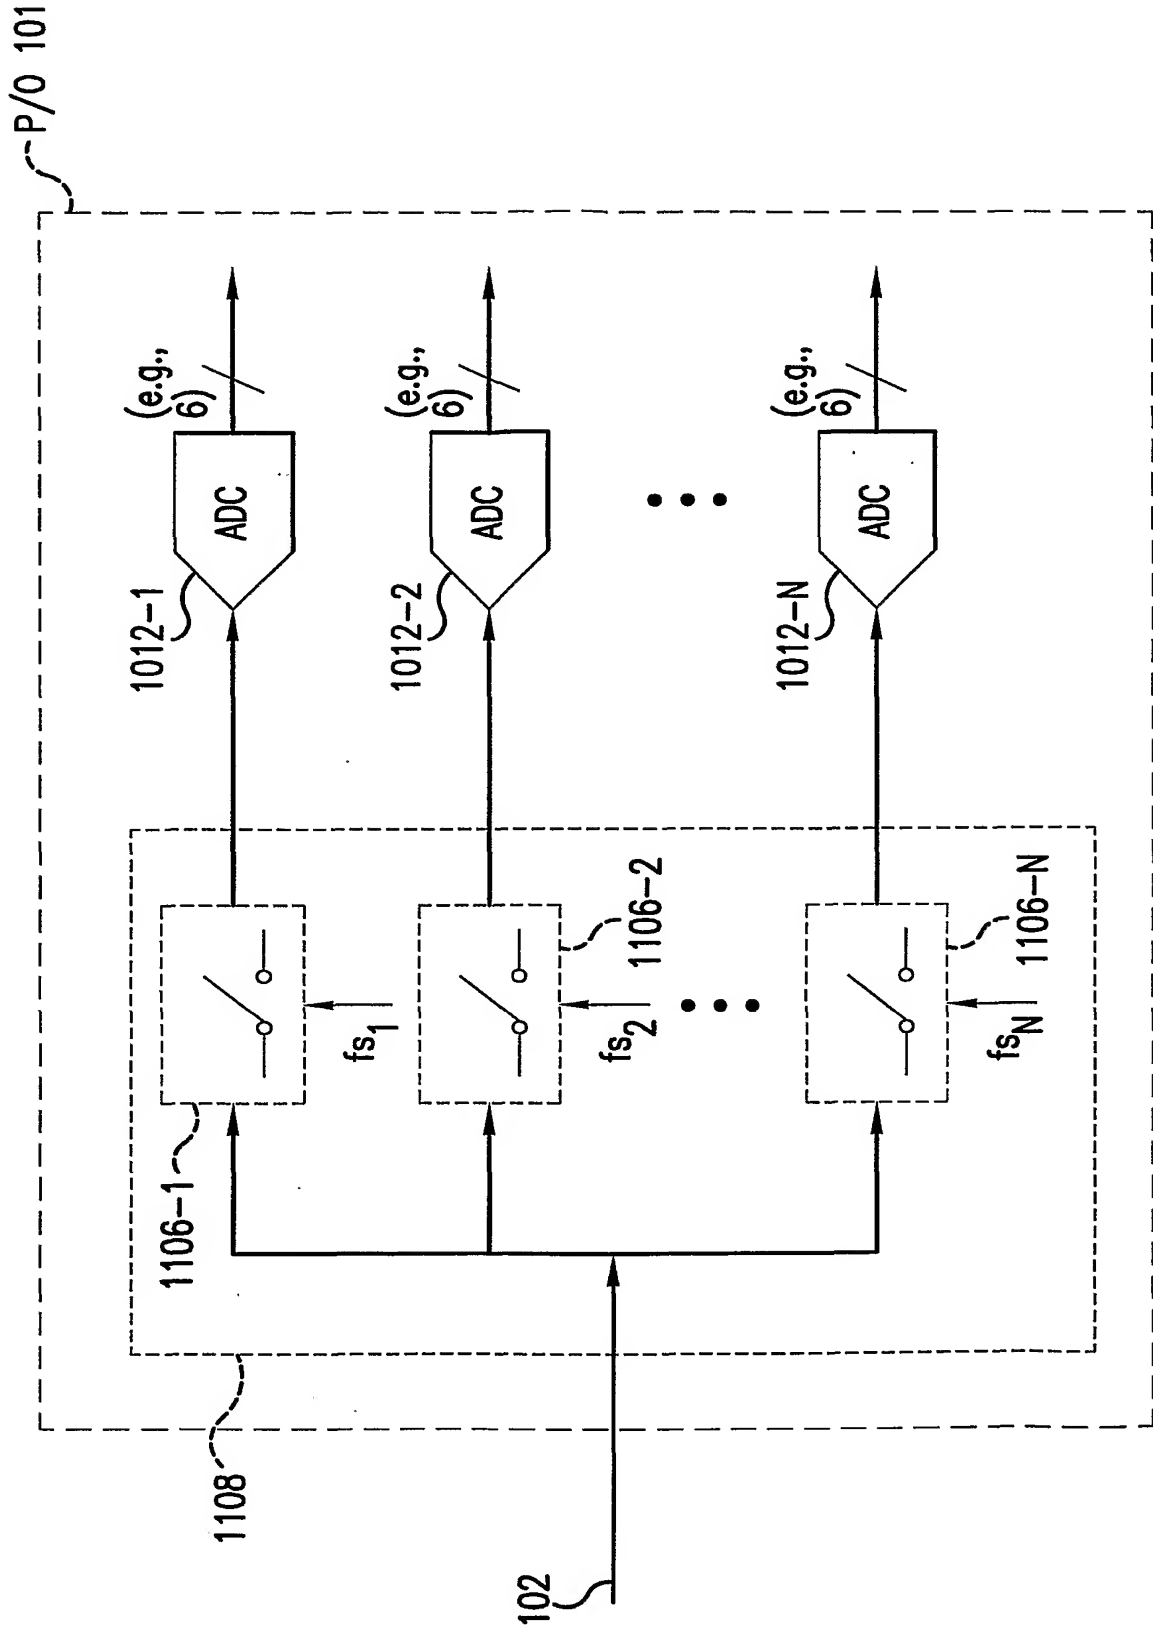 P/O 101
(e.g.,
6)
ADC
1012-1
(e.g.,
6)
ADC
1012-2
(e.g.,
6)
ADC
1012-N
1106-1
fs1
1106-2
fs2
1106-N
fsN
1108
102